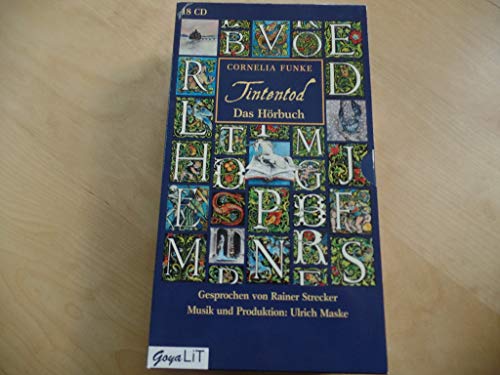 18 CD
B V O
CORNELIA FUNKE
Tintentod
Das Hörbuch
R E D
L T I M
H D G J
E S P B F
M U N R S
B E
Gesprochen von Rainer Strecker
Musik und Produktion: Ulrich Maske
Goya LiT